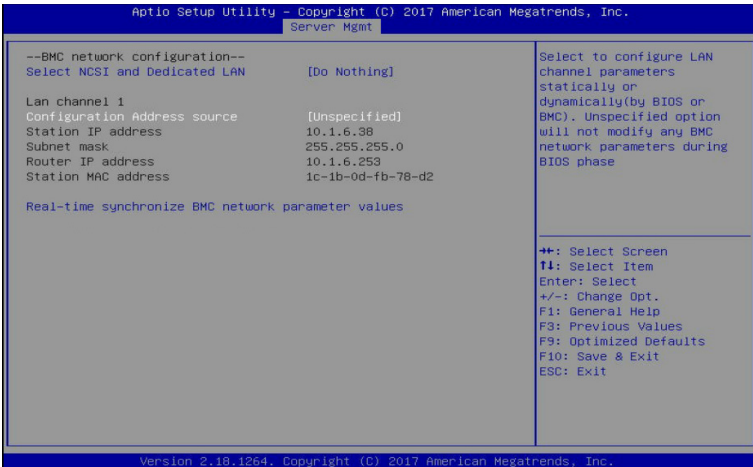 Aptio Setup Utility – Copyright (C) 2017 American Megatrends, Inc.
Server Mgmt
--BMC network configuration--
Select NCSI and Dedicated LAN [Do Nothing]
Lan channel 1
Configuration Address source [Unspecified]
Station IP address 10.1.6.38
Subnet mask 255.255.255.0
Router IP address 10.1.6.253
Station MAC address 1c-1b-0d-fb-78-d2
Real-time synchronize BMC network parameter values
Select to configure LAN
channel parameters
statically or
dynamically(by BIOS or
BMC). Unspecified option
will not modify any BMC
network parameters during
BIOS phase
→←: Select Screen
↑↓: Select Item
Enter: Select
+/-: Change Opt.
F1: General Help
F3: Previous Values
F9: Optimized Defaults
F10: Save & Exit
ESC: Exit
Version 2.18.1264. Copyright (C) 2017 American Megatrends, Inc.